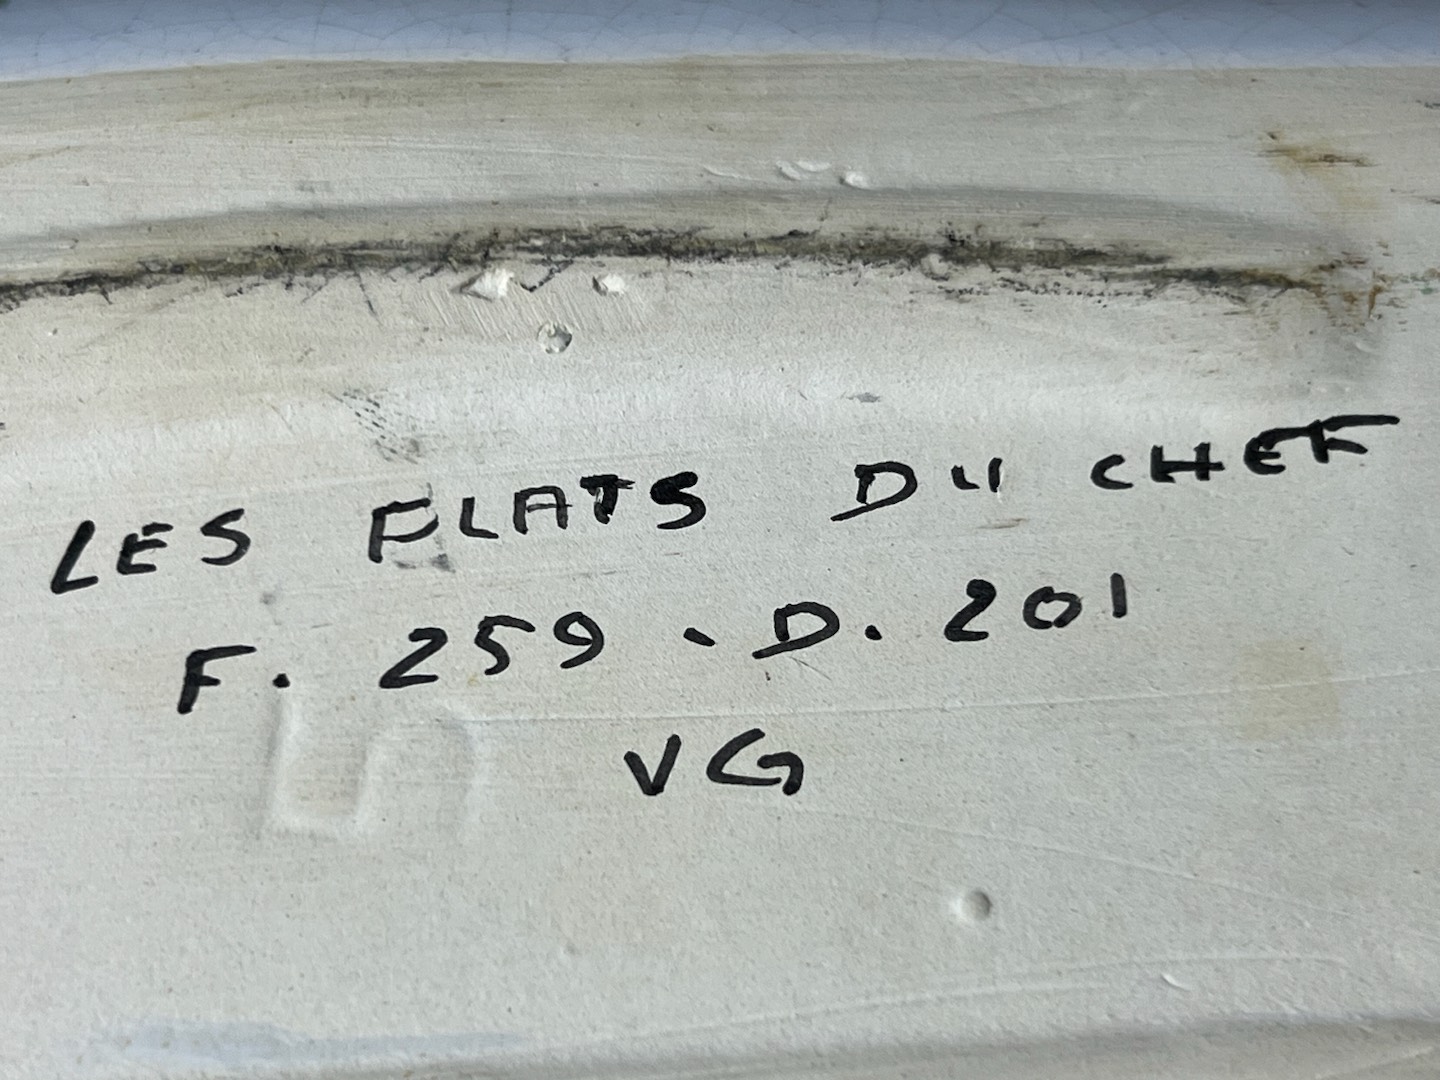 LES PLATS DU CHEF
F. 259 - D. 201
VG